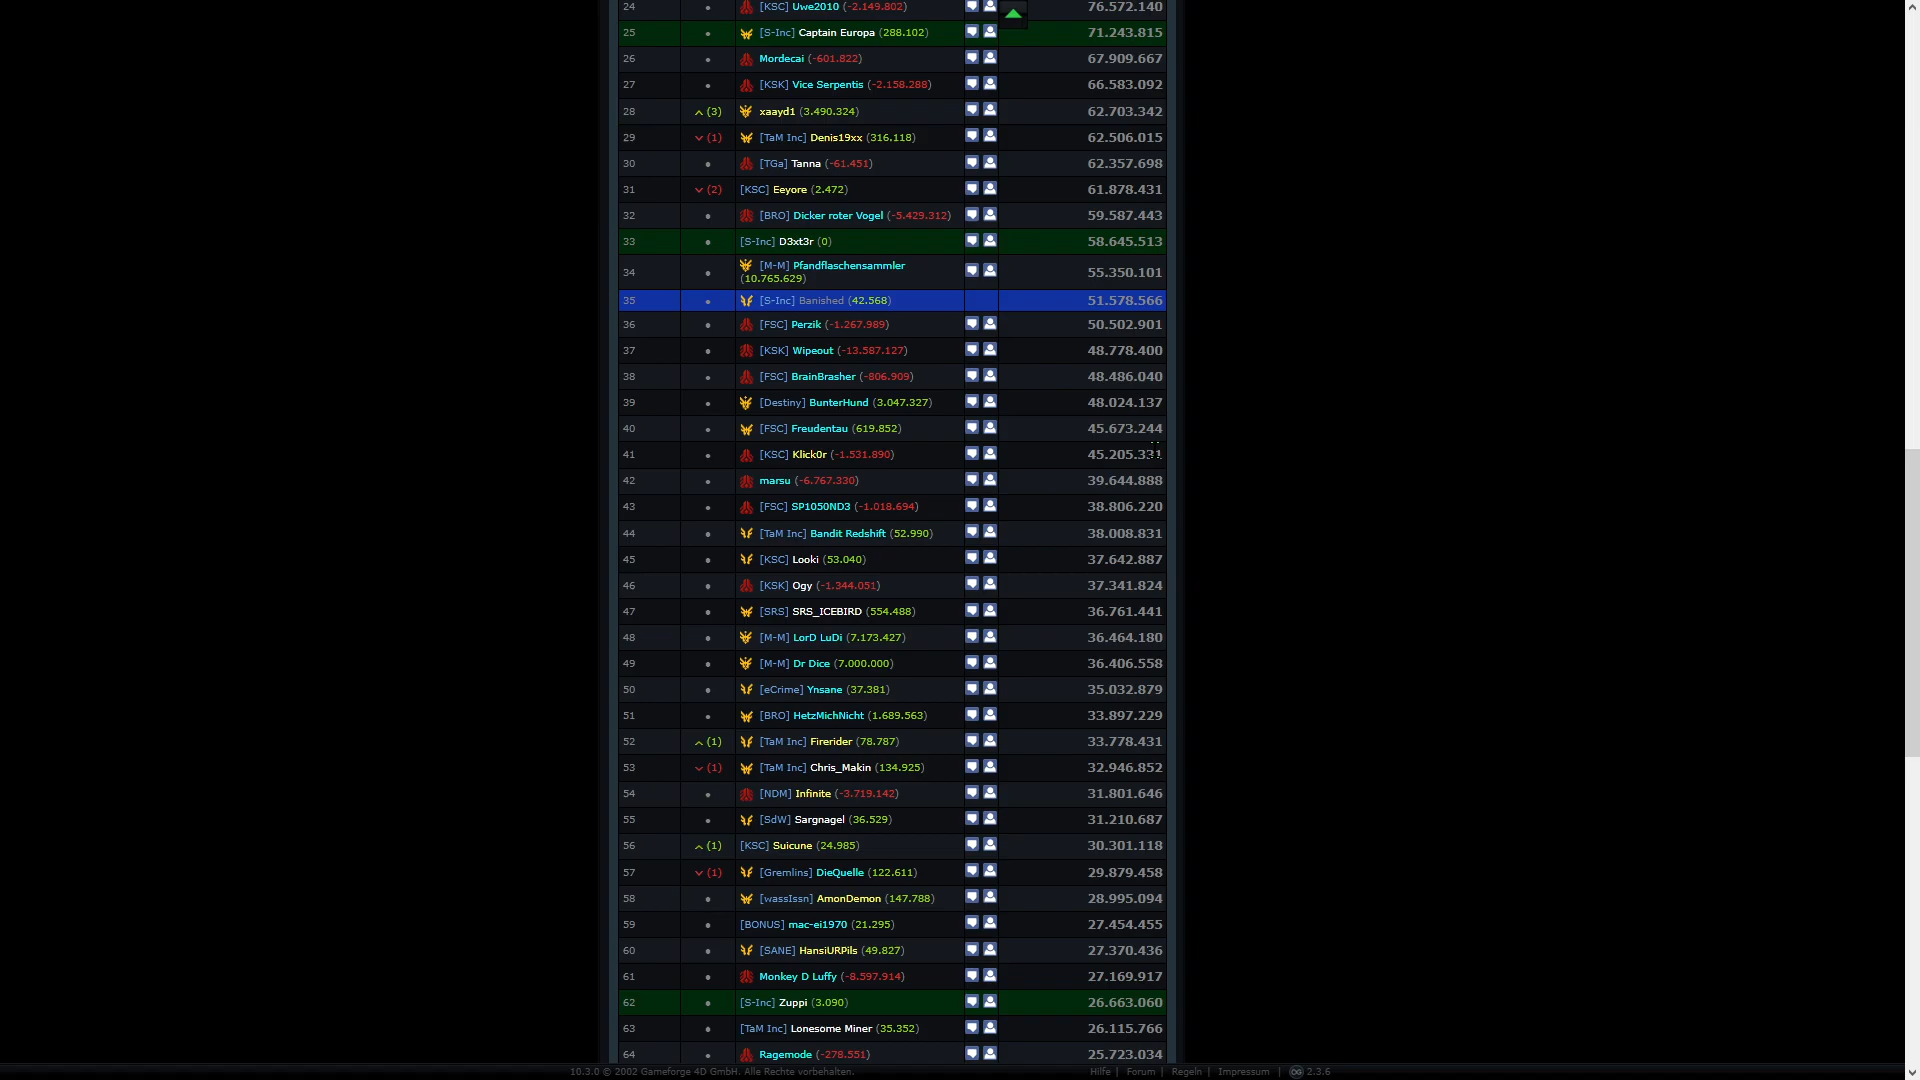 24 • [KSC] Uwe2010 (-2.149.802) 76.572.140
25 • [S-Inc] Captain Europa (288.102) 71.243.815
26 • Mordecai (-601.822) 67.909.667
27 • [KSK] Vice Serpentis (-2.158.288) 66.583.092
28 (3) xaayd1 (3.490.324) 62.703.342
29 (1) [TaM Inc] Denis19xx (316.118) 62.506.015
30 • [TGa] Tanna (-61.451) 62.357.698
31 (2) [KSC] Eeyore (2.472) 61.878.431
32 • [BRO] Dicker roter Vogel (-5.429.312) 59.587.443
33 • [S-Inc] D3xt3r (0) 58.645.513
34 • [M-M] Pfandflaschensammler 55.350.101
(10.765.629)
35 • [S-Inc] Banished (42.568) 51.578.566
36 • [FSC] Perzik (-1.267.989) 50.502.901
37 • [KSK] Wipeout (-13.587.127) 48.778.400
38 • [FSC] BrainBrasher (-806.909) 48.486.040
39 • [Destiny] BunterHund (3.047.327) 48.024.137
40 • [FSC] Freudentau (619.852) 45.673.244
41 • [KSC] Klick0r (-1.531.890) 45.205.331
42 • marsu (-6.767.330) 39.644.888
43 • [FSC] SP1050ND3 (-1.018.694) 38.806.220
44 • [TaM Inc] Bandit Redshift (52.990) 38.008.831
45 • [KSC] Looki (53.040) 37.642.887
46 • [KSK] Ogy (-1.344.051) 37.341.824
47 • [SRS] SRS_ICEBIRD (554.488) 36.761.441
48 • [M-M] LorD LuDi (7.173.427) 36.464.180
49 • [M-M] Dr Dice (7.000.000) 36.406.558
50 • [eCrime] Ynsane (37.381) 35.032.879
51 • [BRO] HetzMichNicht (1.689.563) 33.897.229
52 (1) [TaM Inc] Firerider (78.787) 33.778.431
53 (1) [TaM Inc] Chris_Makin (134.925) 32.946.852
54 • [NDM] Infinite (-3.719.142) 31.801.646
55 • [SdW] Sargnagel (36.529) 31.210.687
56 (1) [KSC] Suicune (24.985) 30.301.118
57 (1) [Gremlins] DieQuelle (122.611) 29.879.458
58 • [wassIssn] AmonDemon (147.788) 28.995.094
59 • [BONUS] mac-ei1970 (21.295) 27.454.455
60 • [SANE] HansiURPils (49.827) 27.370.436
61 • Monkey D Luffy (-8.597.914) 27.169.917
62 • [S-Inc] Zuppi (3.090) 26.663.060
63 • [TaM Inc] Lonesome Miner (35.352) 26.115.766
64 • Ragemode (-278.551) 25.723.034
10.3.0 © 2002 Gameforge 4D GmbH. Alle Rechte vorbehalten. Hilfe | Forum | Regeln | Impressum | OG 2.3.6